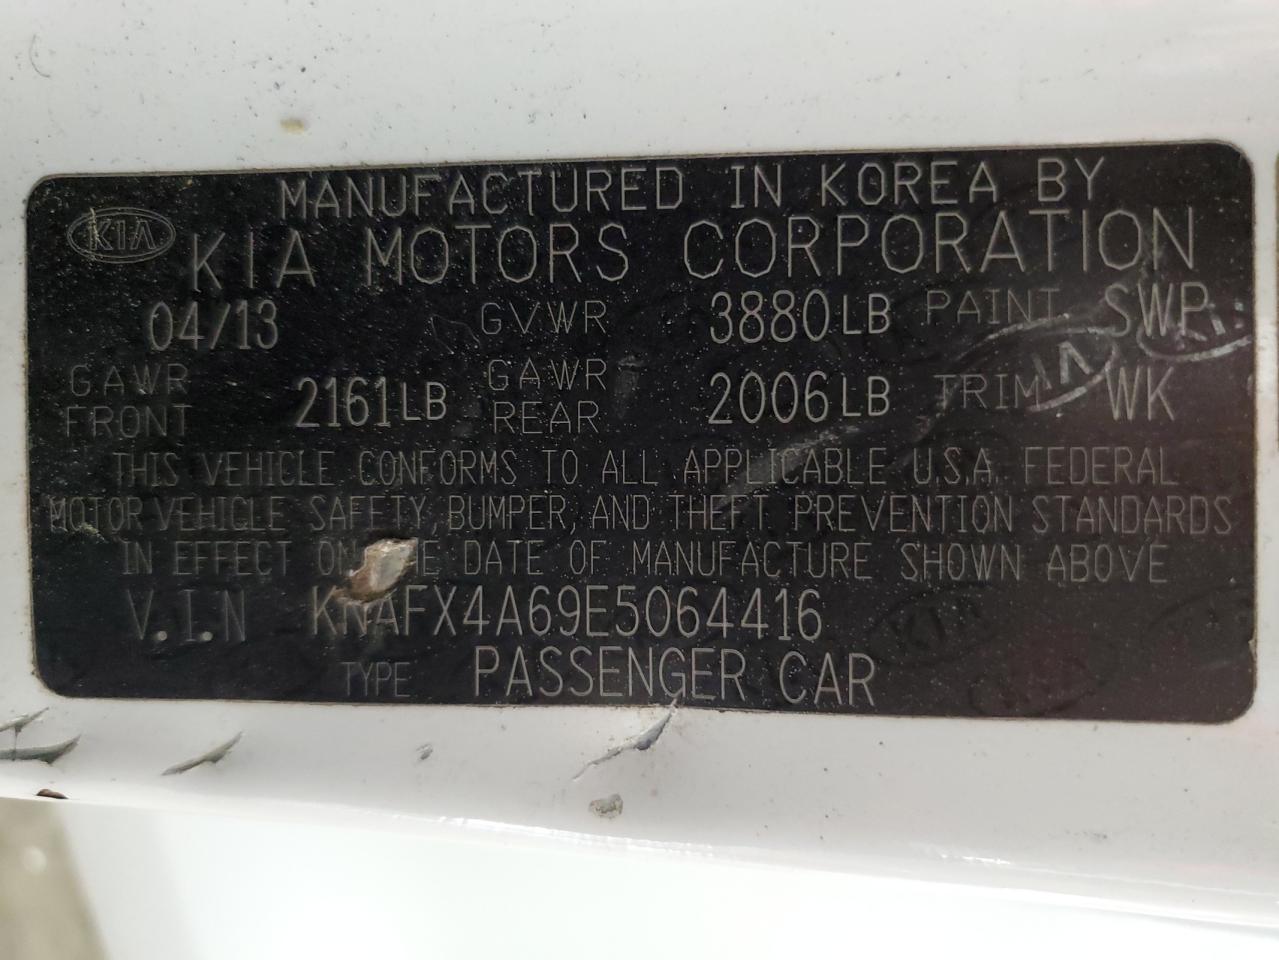 MANUFACTURED IN KOREA BY
KIA KIA MOTORS CORPORATION
04/13 GVWR 3880LB PAINT SWP
GAWR FRONT 2161LB GAWR REAR 2006LB TRIM WK
THIS VEHICLE CONFORMS TO ALL APPLICABLE U.S.A. FEDERAL
MOTOR VEHICLE SAFETY, BUMPER, AND THEFT PREVENTION STANDARDS
IN EFFECT ON THE DATE OF MANUFACTURE SHOWN ABOVE
V.I.N KNAFX4A69E5064416
TYPE PASSENGER CAR